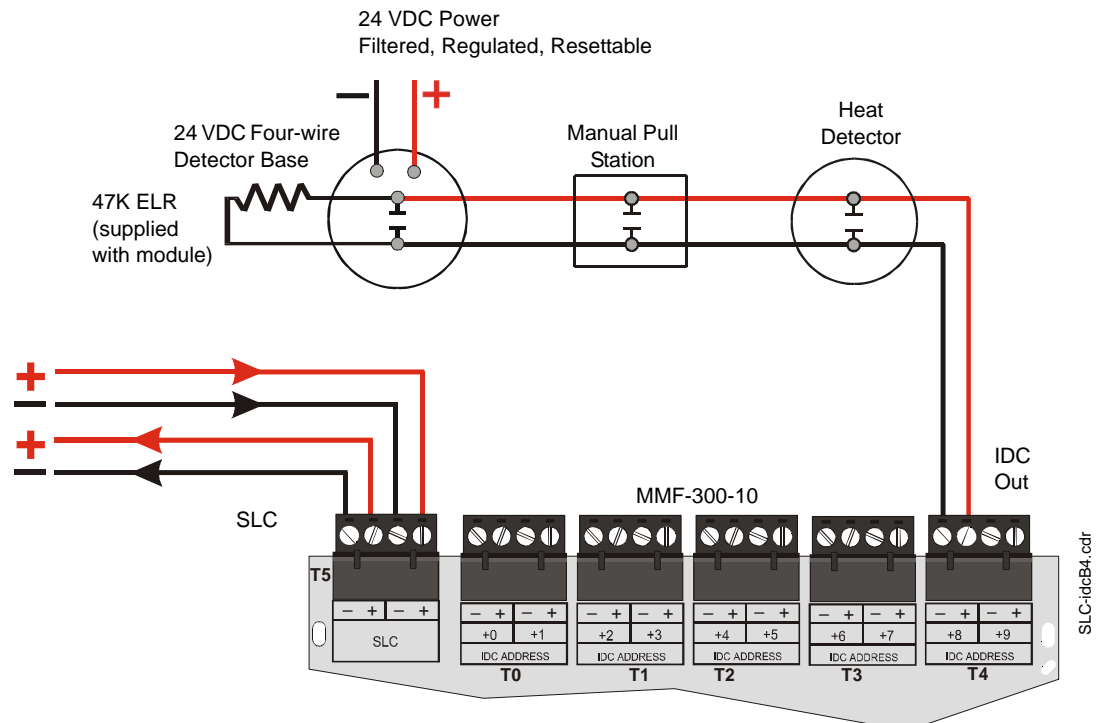 24 VDC Power
Filtered, Regulated, Resettable
− +
24 VDC Four-wire
Detector Base
Manual Pull
Station
Heat
Detector
47K ELR
(supplied
with module)
+
−
+
−
IDC
Out
MMF-300-10
SLC
SLC-idcB4.cdr
T5
− + − +
SLC
− + − +
+0 +1
IDC ADDRESS
T0
− + − +
+2 +3
IDC ADDRESS
T1
− + − +
+4 +5
IDC ADDRESS
T2
− + − +
+6 +7
IDC ADDRESS
T3
− + − +
+8 +9
IDC ADDRESS
T4